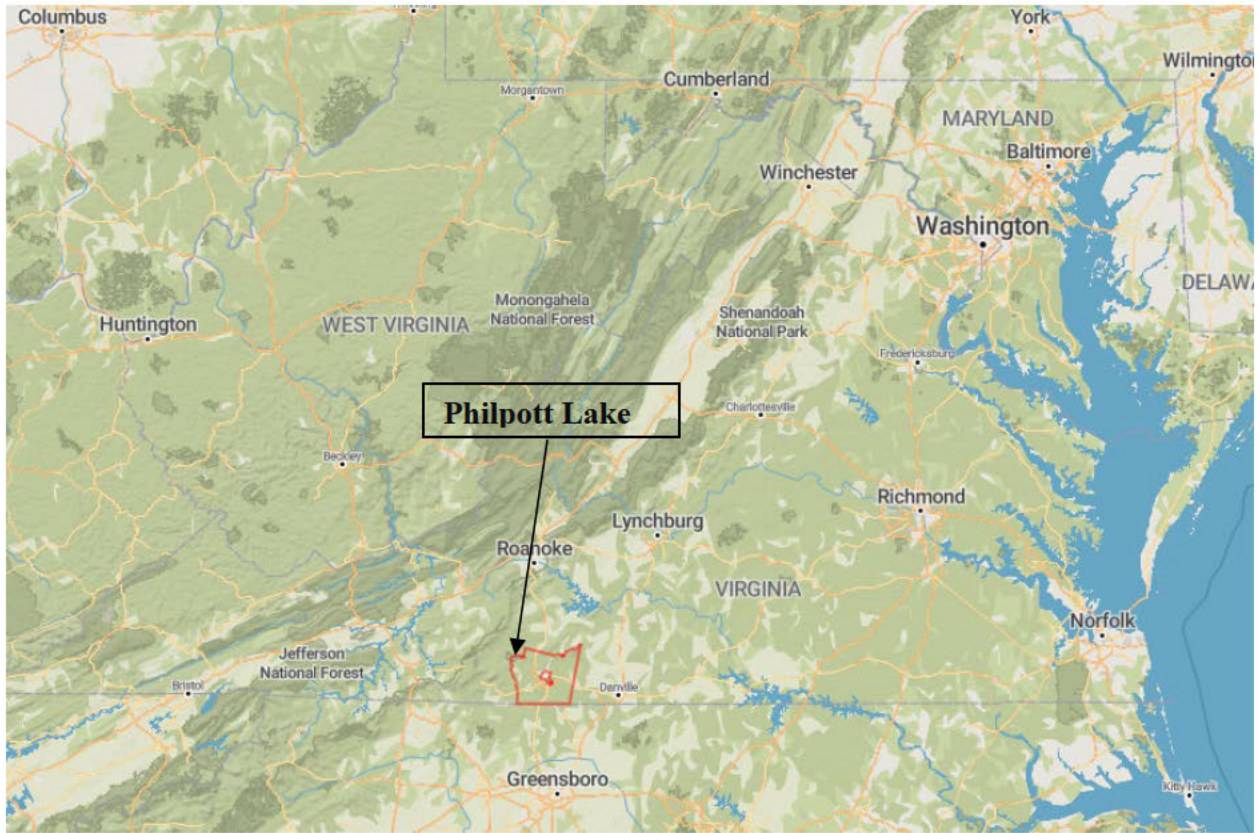 Columbus
York
Wilmingto
Cumberland
Morgantown
MARYLAND
Baltimore
Winchester
Washington
DELAWA
Monongahela
National Forest
Shenandoah
National Park
Huntington
WEST VIRGINIA
Fredericksburg
Philpott Lake
Charlottesville
Beckley
Richmond
Lynchburg
Roanoke
VIRGINIA
Norfolk
Jefferson
National Forest
Bristol
Danville
Greensboro
Kitty Hawk